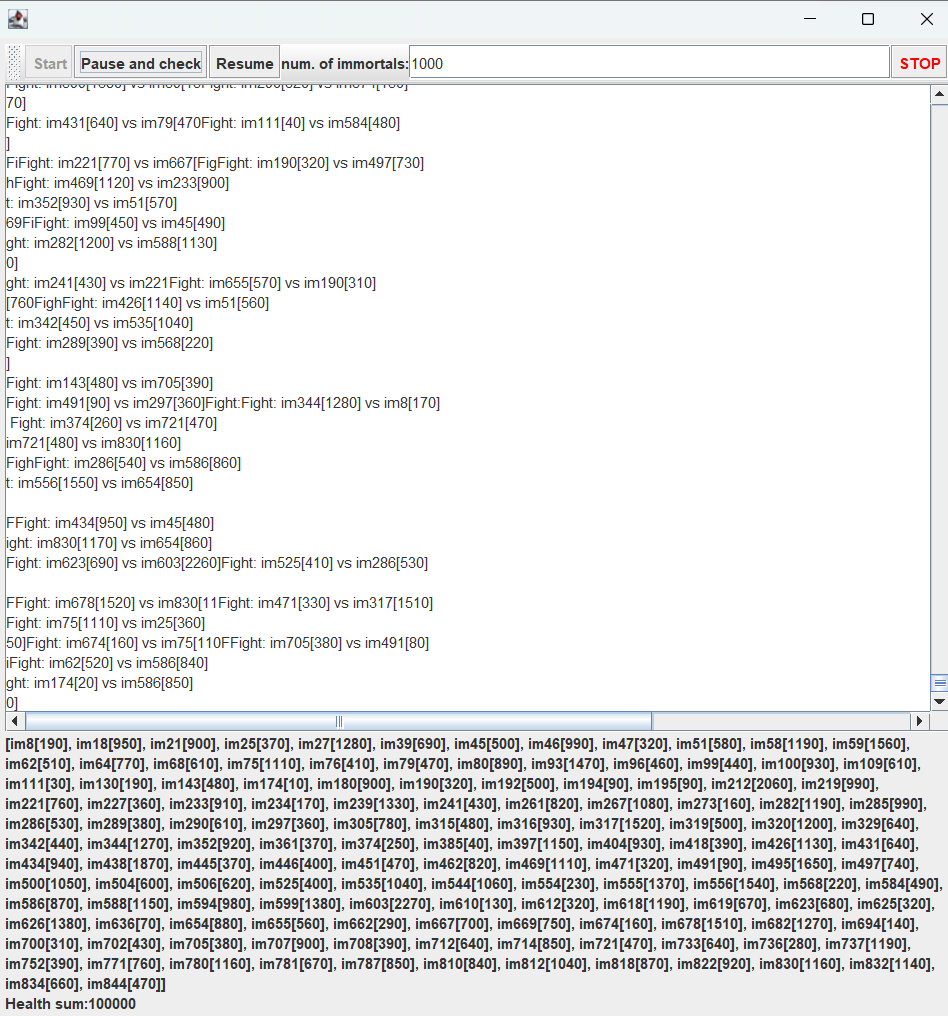 Start Pause and check Resume num. of immortals: 1000 STOP
70]
Fight: im431[640] vs im79[470Fight: im111[40] vs im584[480]
]
FiFight: im221[770] vs im667[FigFight: im190[320] vs im497[730]
hFight: im469[1120] vs im233[900]
t: im352[930] vs im51[570]
69FiFight: im99[450] vs im45[490]
ght: im282[1200] vs im588[1130]
0]
ght: im241[430] vs im221Fight: im655[570] vs im190[310]
[760FighFight: im426[1140] vs im51[560]
t: im342[450] vs im535[1040]
Fight: im289[390] vs im568[220]
]
Fight: im143[480] vs im705[390]
Fight: im491[90] vs im297[360]Fight:Fight: im344[1280] vs im8[170]
Fight: im374[260] vs im721[470]
im721[480] vs im830[1160]
FighFight: im286[540] vs im586[860]
t: im556[1550] vs im654[850]
FFight: im434[950] vs im45[480]
ight: im830[1170] vs im654[860]
Fight: im623[690] vs im603[2260]Fight: im525[410] vs im286[530]
FFight: im678[1520] vs im830[11Fight: im471[330] vs im317[1510]
Fight: im75[1110] vs im25[360]
50]Fight: im674[160] vs im75[110FFight: im705[380] vs im491[80]
iFight: im62[520] vs im586[840]
ght: im174[20] vs im586[850]
0]
[im8[190], im18[950], im21[900], im25[370], im27[1280], im39[690], im45[500], im46[990], im47[320], im51[580], im58[1190], im59[1560],
im62[510], im64[770], im68[610], im75[1110], im76[410], im79[470], im80[890], im93[1470], im96[460], im99[440], im100[930], im109[610],
im111[30], im130[190], im143[480], im174[10], im180[900], im190[320], im192[500], im194[90], im195[90], im212[2060], im219[990],
im221[760], im227[360], im233[910], im234[170], im239[1330], im241[430], im261[820], im267[1080], im273[160], im282[1190], im285[990],
im286[530], im289[380], im290[610], im297[360], im305[780], im315[480], im316[930], im317[1520], im319[500], im320[1200], im329[640],
im342[440], im344[1270], im352[920], im361[370], im374[250], im385[40], im397[1150], im404[930], im418[390], im426[1130], im431[640],
im434[940], im438[1870], im445[370], im446[400], im451[470], im462[820], im469[1110], im471[320], im491[90], im495[1650], im497[740],
im500[1050], im504[600], im506[620], im525[400], im535[1040], im544[1060], im554[230], im555[1370], im556[1540], im568[220], im584[490],
im586[870], im588[1150], im594[980], im599[1380], im603[2270], im610[130], im612[320], im618[1190], im619[670], im623[680], im625[320],
im626[1380], im636[70], im654[880], im655[560], im662[290], im667[700], im669[750], im674[160], im678[1510], im682[1270], im694[140],
im700[310], im702[430], im705[380], im707[900], im708[390], im712[640], im714[850], im721[470], im733[640], im736[280], im737[1190],
im752[390], im771[760], im780[1160], im781[670], im787[850], im810[840], im812[1040], im818[870], im822[920], im830[1160], im832[1140],
im834[660], im844[470]]
Health sum:100000